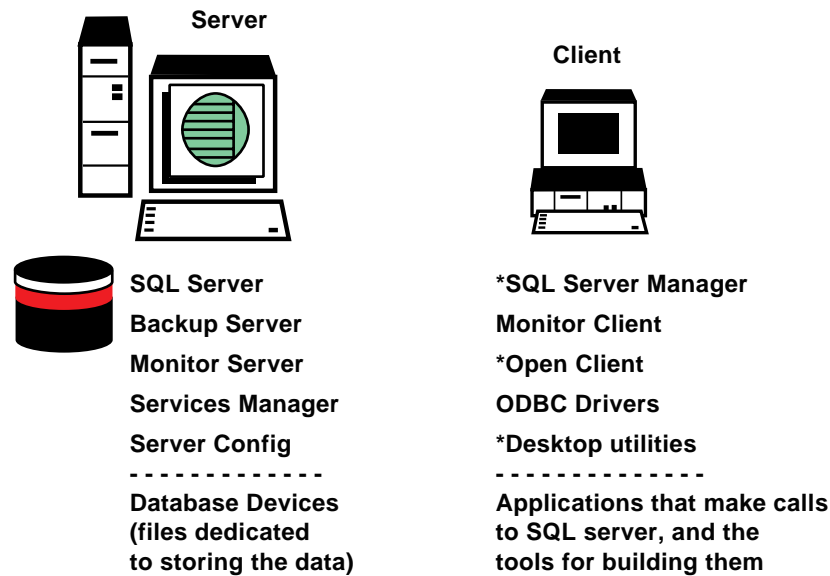 Server
Client
SQL Server
Backup Server
Monitor Server
Services Manager
Server Config
- - - - - - - - - - - - -
Database Devices
(files dedicated
to storing the data)
*SQL Server Manager
Monitor Client
*Open Client
ODBC Drivers
*Desktop utilities
- - - - - - - - - - - - - -
Applications that make calls
to SQL server, and the
tools for building them